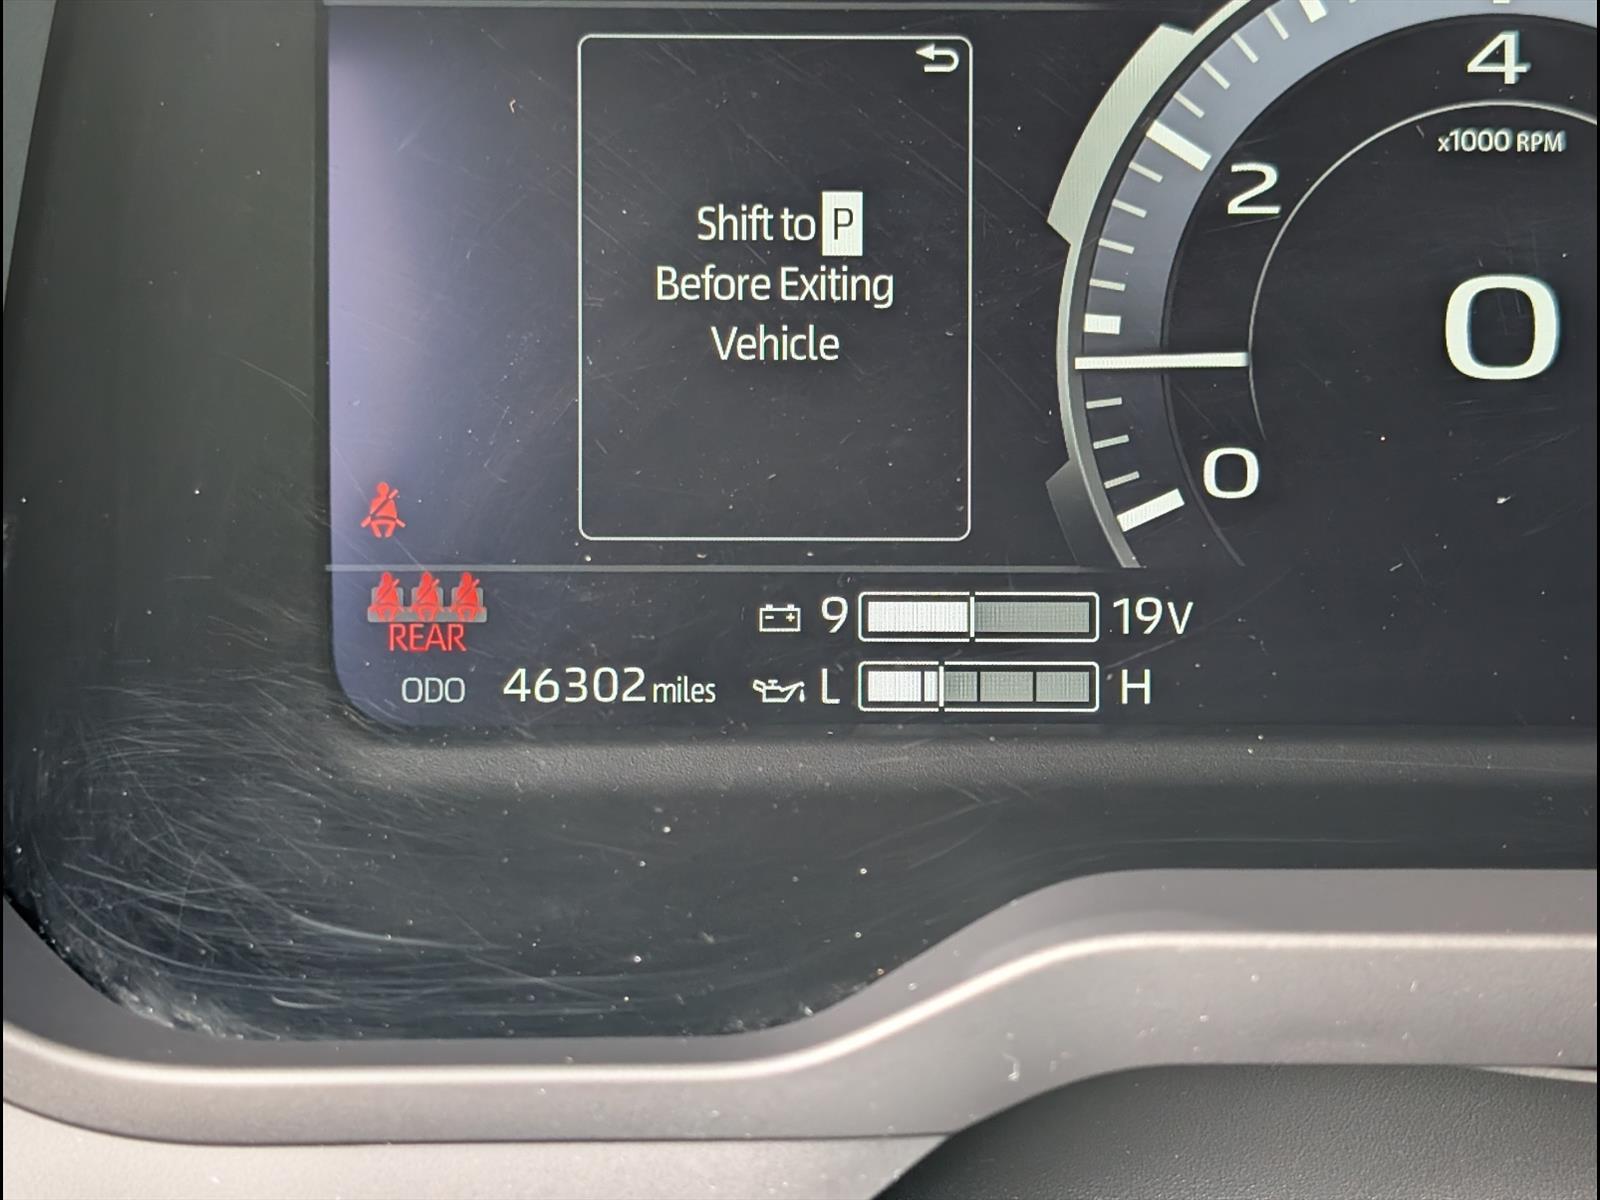 Shift to P
Before Exiting
Vehicle
4
x1000 RPM
2
0
0
REAR
9 19V
ODO 46302 miles
L H